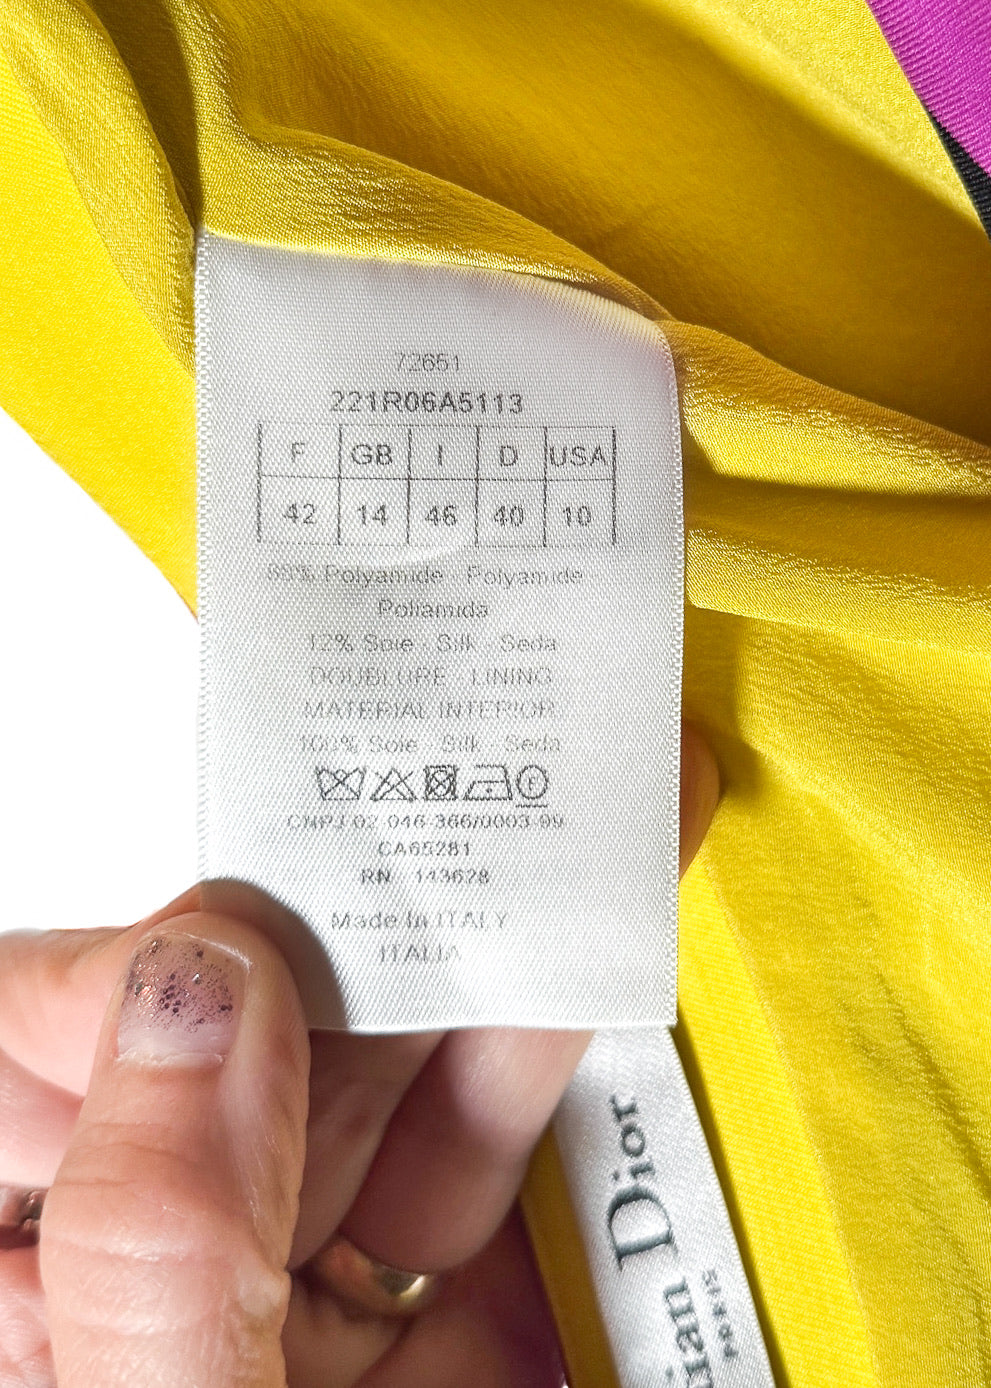 72651
221R06A5113
F GB I D USA
42 14 46 40 10
88% Polyamide - Polyamide
Poliamida
12% Soie - Silk - Seda
DOUBLURE - LINING
MATERIAL INTERIOR
100% Soie - Silk - Seda
CNPJ 02.046.366/0003-99
CA65281
RN 143628
Made in ITALY
ITALIA
Dior
PARIS